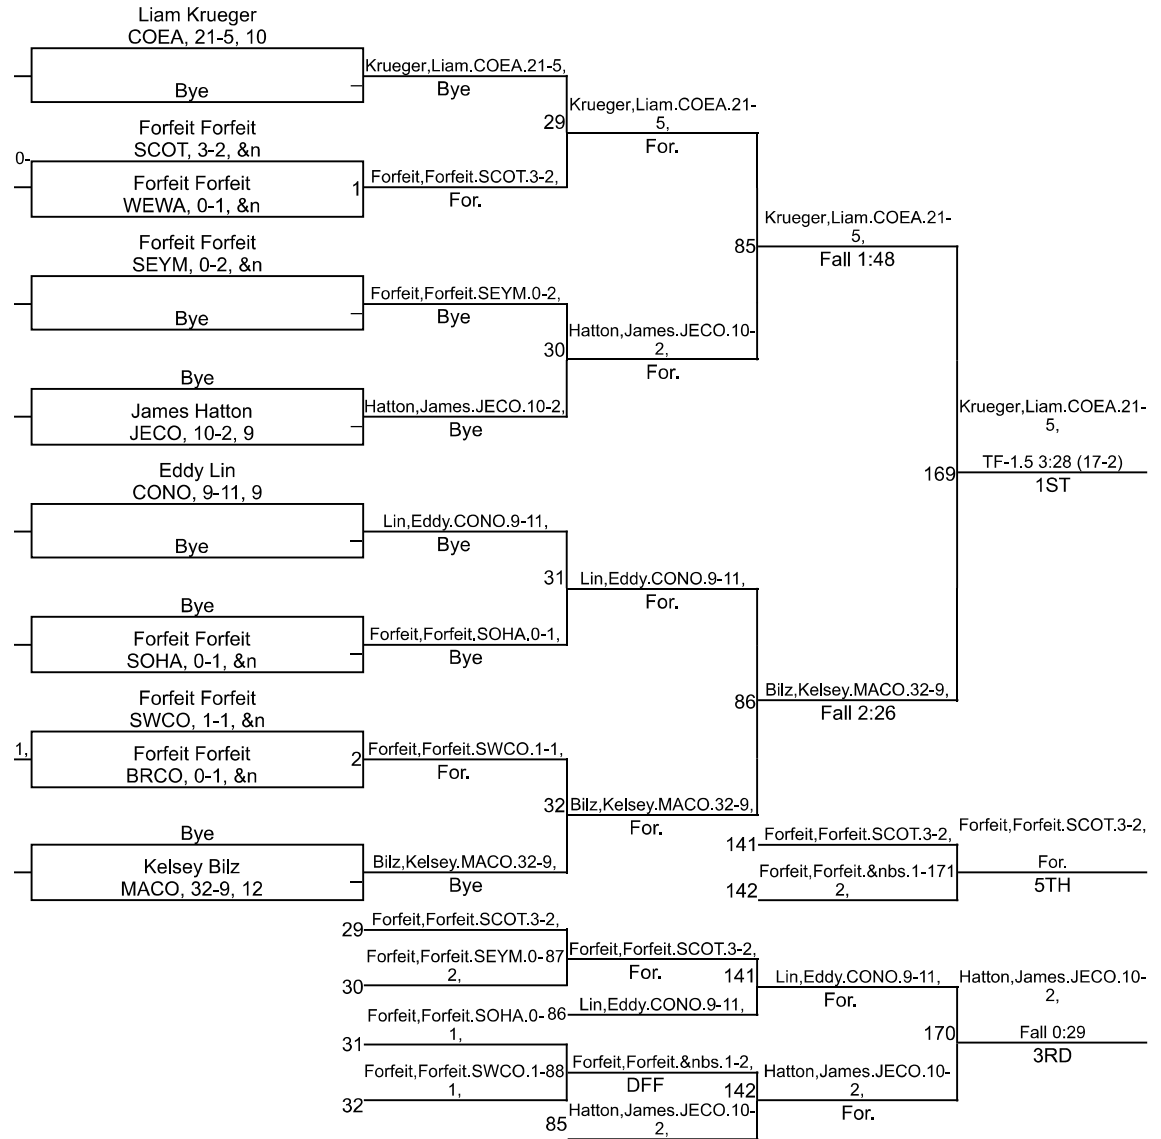 Liam Krueger
COEA, 21-5, 10
Krueger,Liam.COEA.21-5,
Bye
Bye
29
Krueger,Liam.COEA.21-
5,
For.
Forfeit Forfeit
SCOT, 3-2, &n
0-
Forfeit Forfeit
WEWA, 0-1, &n
1
Forfeit,Forfeit.SCOT.3-2,
For.
85
Krueger,Liam.COEA.21-
5,
Fall 1:48
Forfeit Forfeit
SEYM, 0-2, &n
Bye
Forfeit,Forfeit.SEYM.0-2,
Bye
30
Hatton,James.JECO.10-
2,
For.
Bye
James Hatton
JECO, 10-2, 9
Hatton,James.JECO.10-2,
Bye
169
Krueger,Liam.COEA.21-
5,
TF-1.5 3:28 (17-2)
1ST
Eddy Lin
CONO, 9-11, 9
Bye
Lin,Eddy.CONO.9-11,
Bye
31
Lin,Eddy.CONO.9-11,
For.
Bye
Forfeit Forfeit
SOHA, 0-1, &n
Forfeit,Forfeit.SOHA.0-1,
Bye
86
Bilz,Kelsey.MACO.32-9,
Fall 2:26
Forfeit Forfeit
SWCO, 1-1, &n
1,
Forfeit Forfeit
BRCO, 0-1, &n
2
Forfeit,Forfeit.SWCO.1-1,
For.
32
Bilz,Kelsey.MACO.32-9,
For.
Bye
Kelsey Bilz
MACO, 32-9, 12
Bilz,Kelsey.MACO.32-9,
Bye
141
Forfeit,Forfeit.SCOT.3-2,
142
Forfeit,Forfeit.&nbs.1-171
2,
Forfeit,Forfeit.SCOT.3-2,
For.
5TH
29
Forfeit,Forfeit.SCOT.3-2,
30
Forfeit,Forfeit.SEYM.0-87
2,
Forfeit,Forfeit.SCOT.3-2,
For.
141
86
Lin,Eddy.CONO.9-11,
Lin,Eddy.CONO.9-11,
For.
31
Forfeit,Forfeit.SOHA.0-
1,
32
Forfeit,Forfeit.SWCO.1-88
1,
Forfeit,Forfeit.&nbs.1-2,
DFF
142
85
Hatton,James.JECO.10-
2,
Hatton,James.JECO.10-
2,
For.
170
Hatton,James.JECO.10-
2,
Fall 0:29
3RD